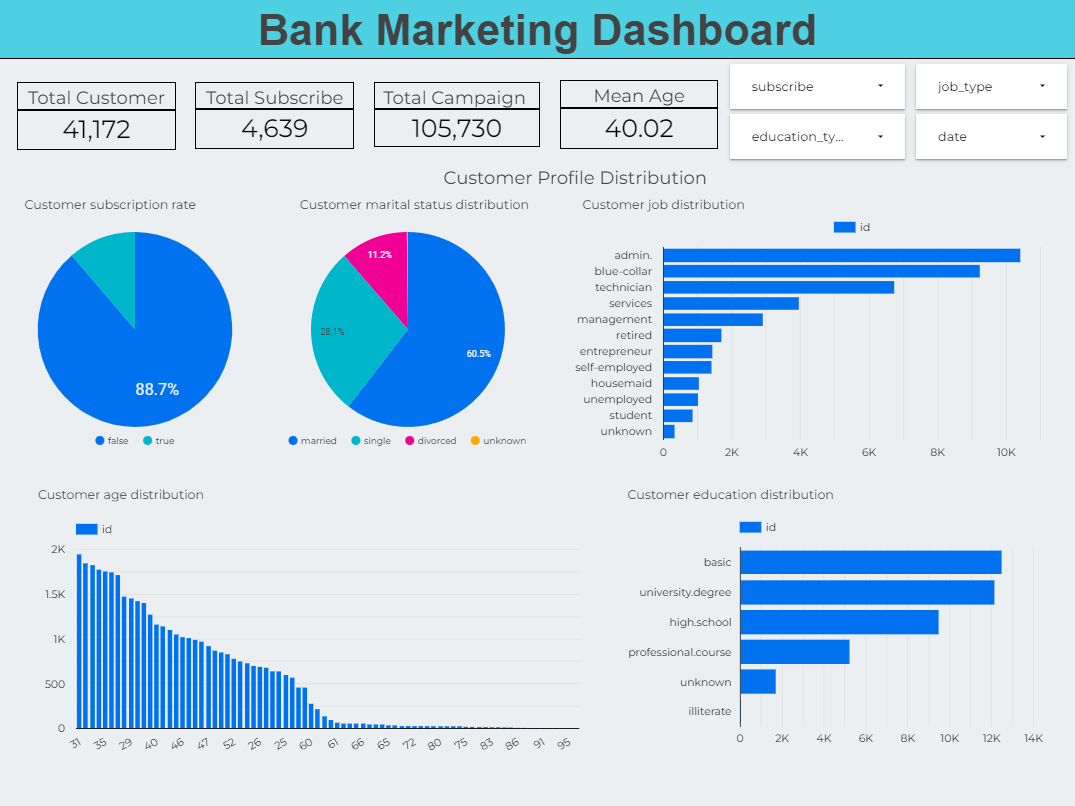 Bank Marketing Dashboard
Total Customer
41,172
Total Subscribe
4,639
Total Campaign
105,730
Mean Age
40.02
subscribe
job_type
education_ty...
date
Customer Profile Distribution
Customer subscription rate
88.7%
false true
Customer marital status distribution
11.2%
28.1%
60.5%
married single divorced unknown
Customer job distribution
id
admin.
blue-collar
technician
services
management
retired
entrepreneur
self-employed
housemaid
unemployed
student
unknown
0 2K 4K 6K 8K 10K
Customer age distribution
id
2K
1.5K
1K
500
0
31 35 29 40 46 47 52 26 25 60 61 66 65 72 80 75 83 86 91 95
Customer education distribution
id
basic
university.degree
high.school
professional.course
unknown
illiterate
0 2K 4K 6K 8K 10K 12K 14K